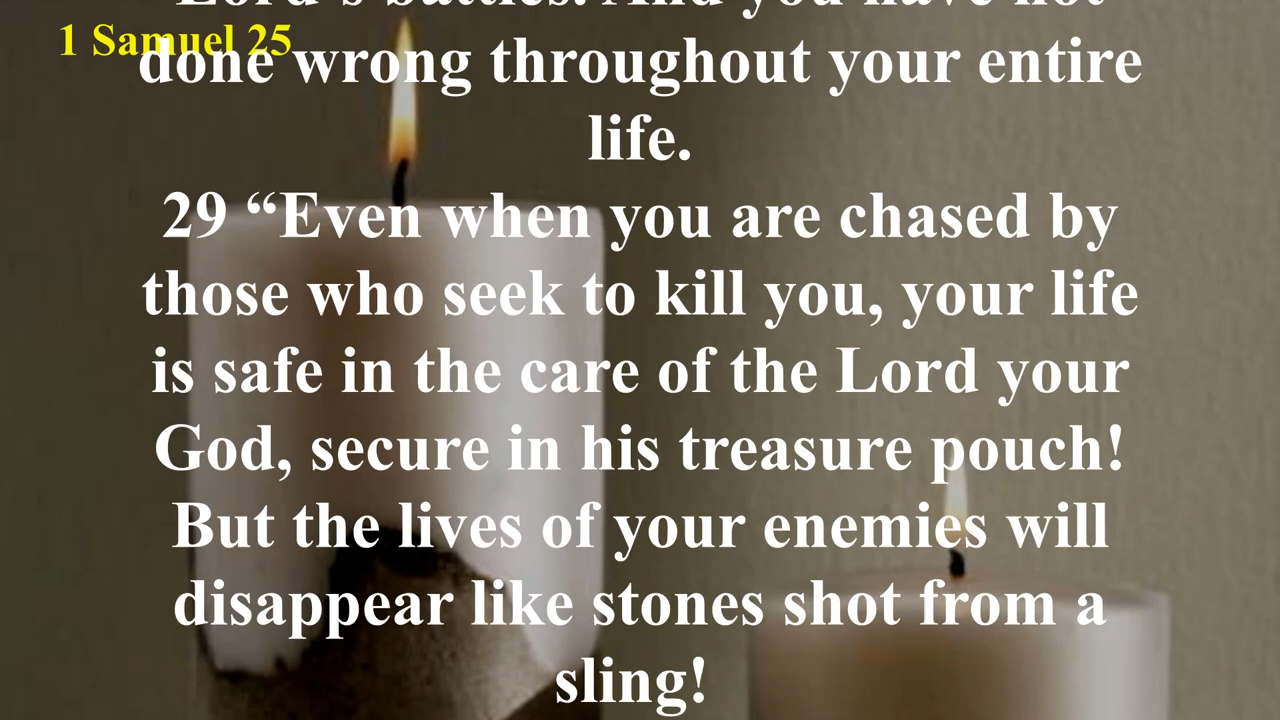 Lord's battles. And you have not
1 Samuel 25
done wrong throughout your entire
life.
29 “Even when you are chased by
those who seek to kill you, your life
is safe in the care of the Lord your
God, secure in his treasure pouch!
But the lives of your enemies will
disappear like stones shot from a
sling!